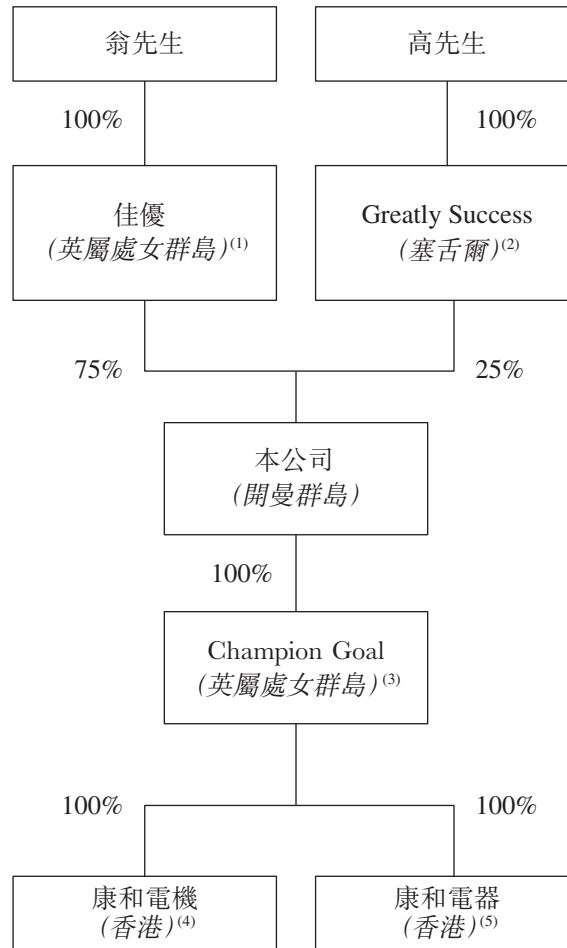 翁先生
高先生
100%
100%
佳優
(英屬處女群島)(1)
Greatly Success
(塞舌爾)(2)
75%
25%
本公司
(開曼群島)
100%
Champion Goal
(英屬處女群島)(3)
100%
100%
康和電機
(香港)(4)
康和電器
(香港)(5)